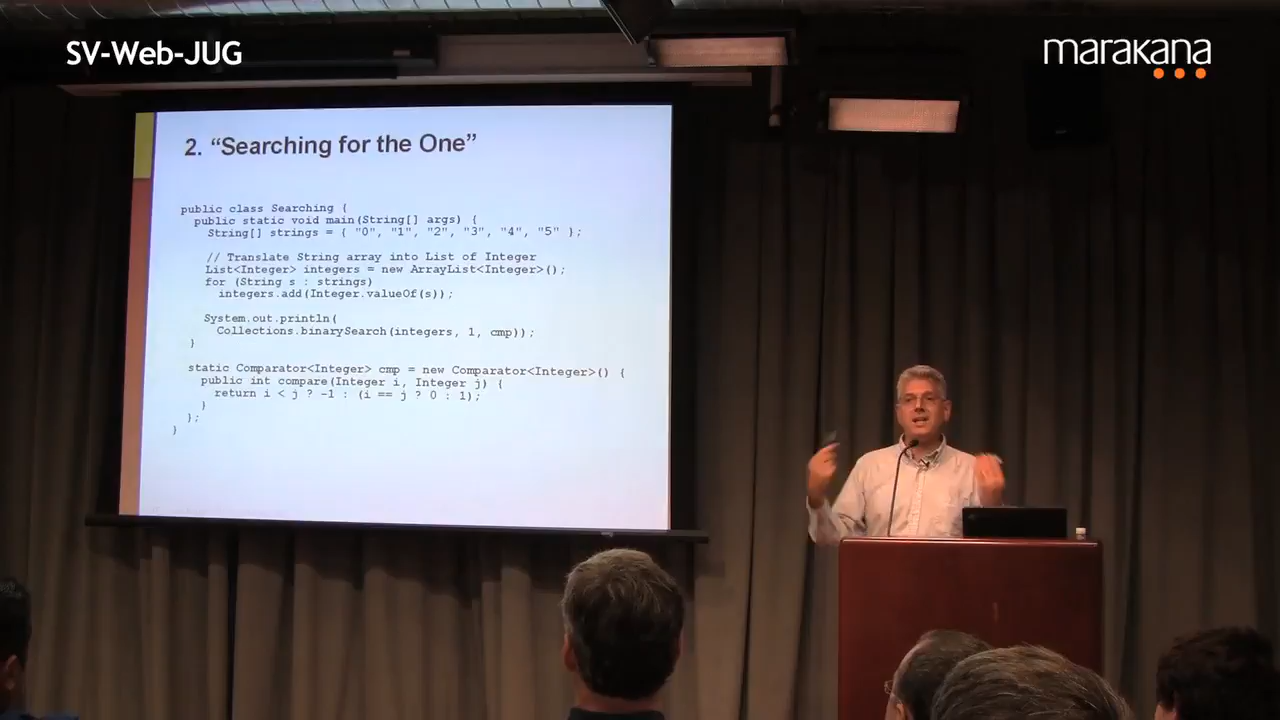 SV-Web-JUG
marakana
2. “Searching for the One”
public class Searching {
public static void main(String[] args) {
String[] strings = { "0", "1", "2", "3", "4", "5" };
// Translate String array into List of Integer
List<Integer> integers = new ArrayList<Integer>();
for (String s : strings)
integers.add(Integer.valueOf(s));
System.out.println(
Collections.binarySearch(integers, 1, cmp));
}
static Comparator<Integer> cmp = new Comparator<Integer>() {
public int compare(Integer i, Integer j) {
return i < j ? -1 : (i == j ? 0 : 1);
}
};
}